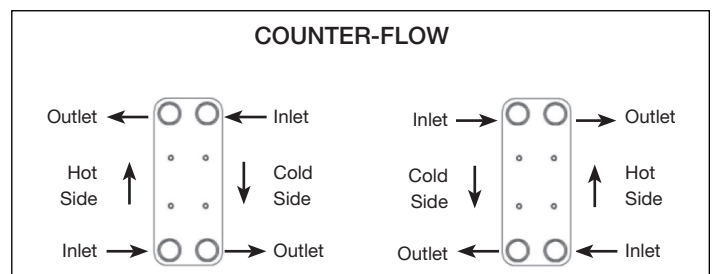 COUNTER-FLOW
Outlet
Inlet
Hot
Side
Cold
Side
Inlet
Outlet
Inlet
Outlet
Cold
Side
Hot
Side
Outlet
Inlet